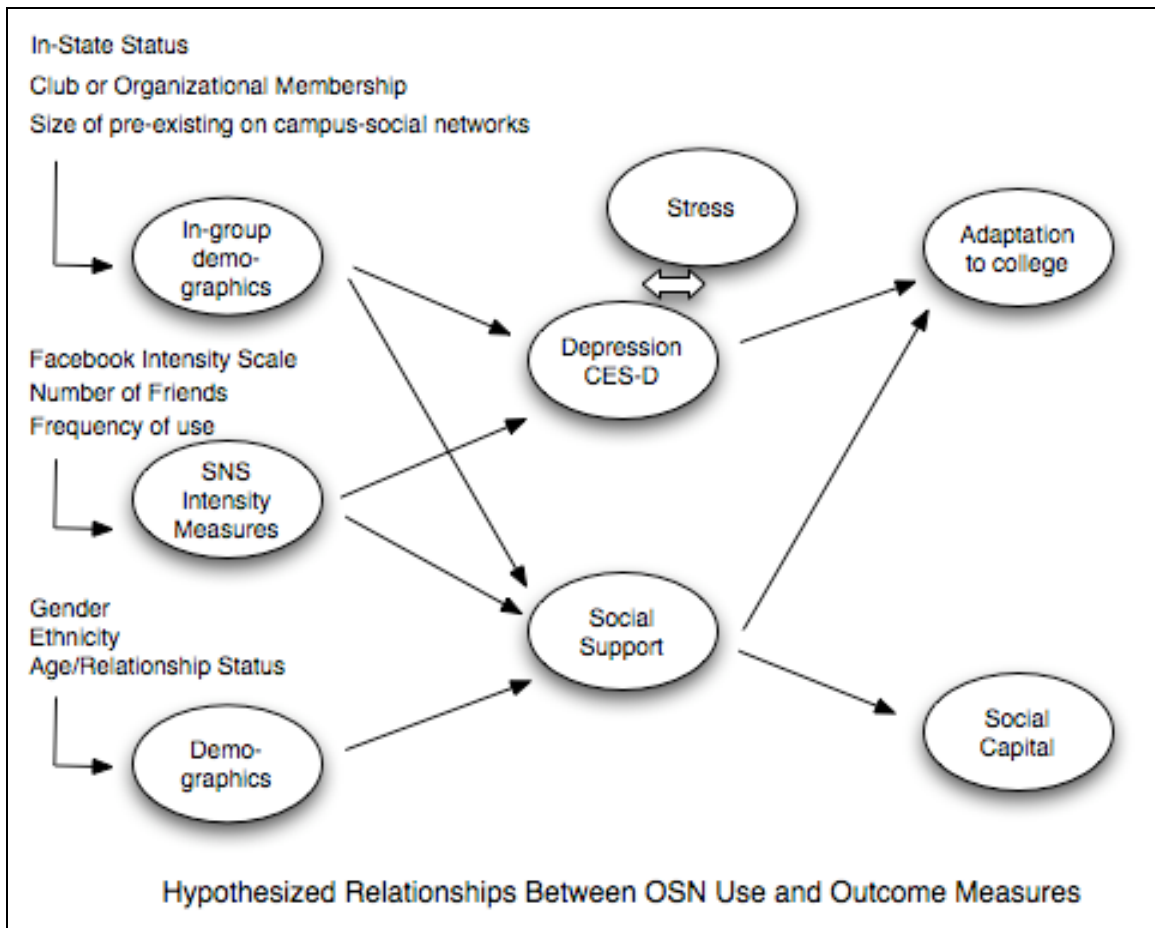 In-State Status
Club or Organizational Membership
Size of pre-existing on campus-social networks
In-group
demo-
graphics
Stress
Adaptation
to college
Facebook Intensity Scale
Number of Friends
Frequency of use
Depression
CES-D
SNS
Intensity
Measures
Gender
Ethnicity
Age/Relationship Status
Social
Support
Demo-
graphics
Social
Capital
Hypothesized Relationships Between OSN Use and Outcome Measures